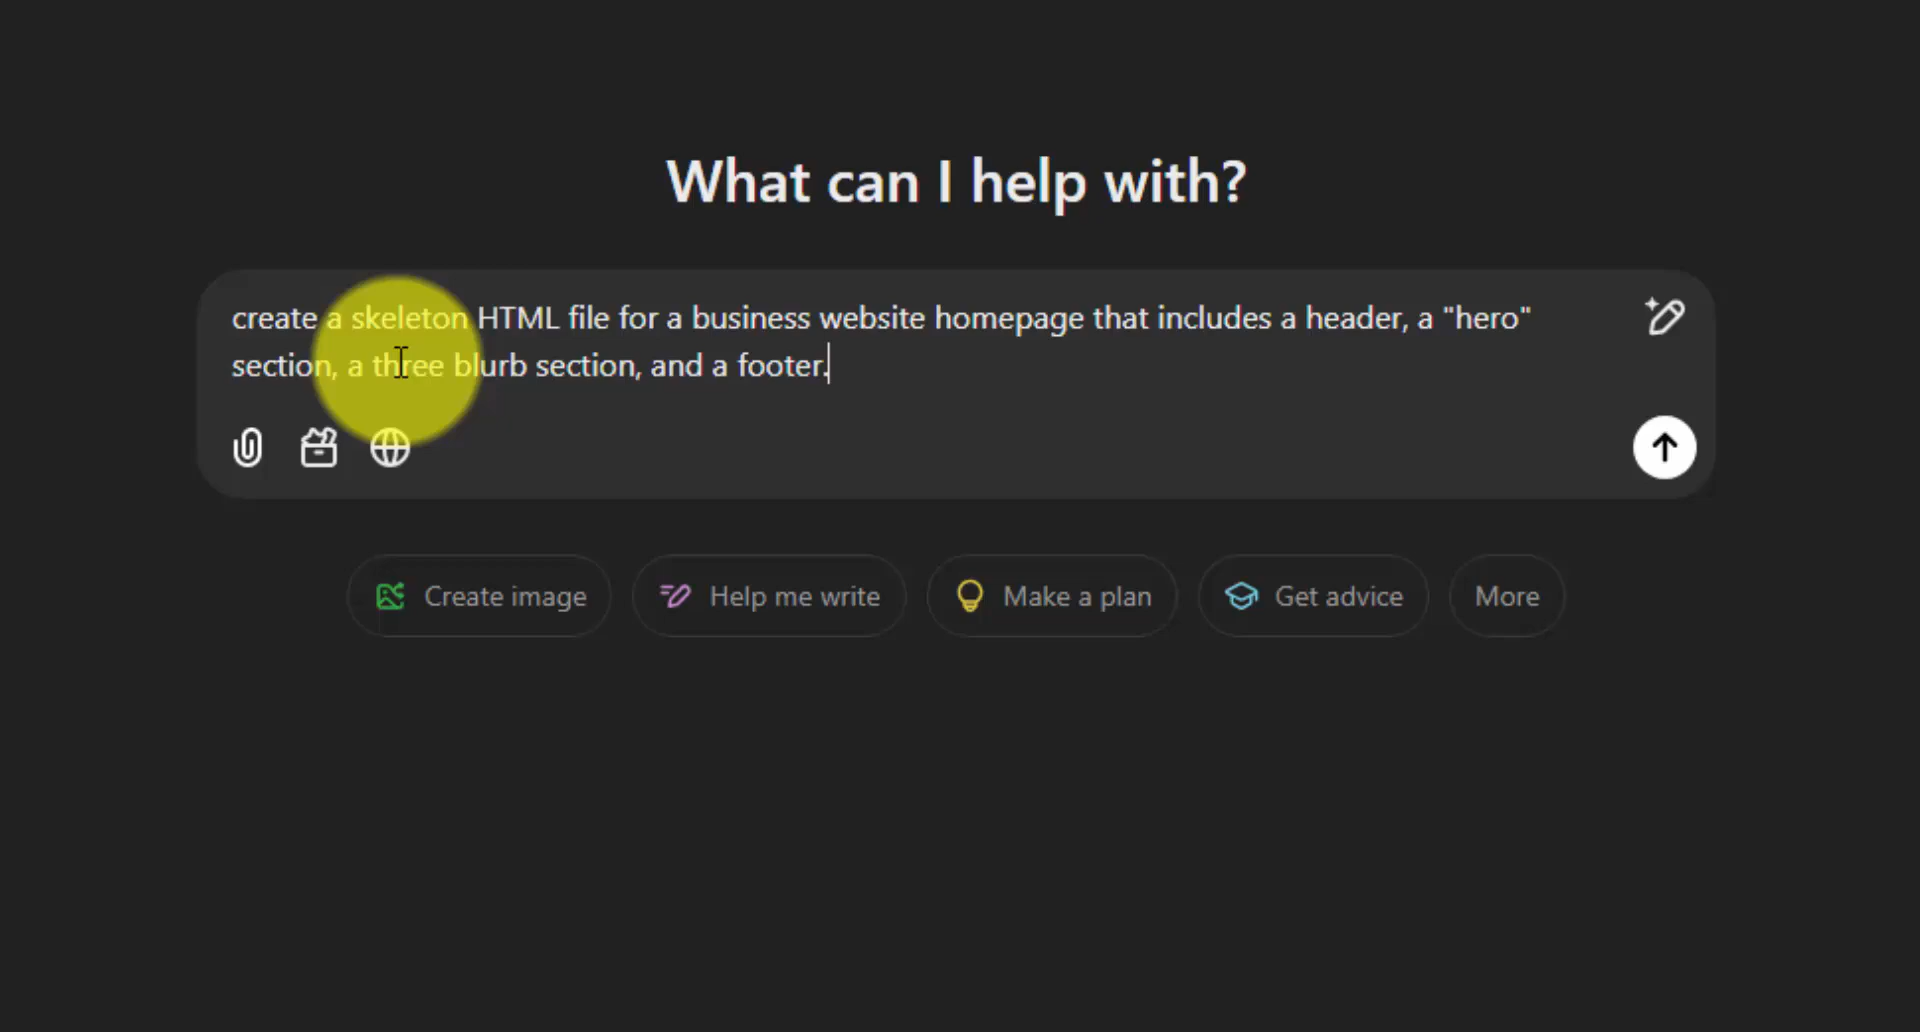 What can I help with?
create a skeleton HTML file for a business website homepage that includes a header, a "hero"
section, a three blurb section, and a footer.
Create image
Help me write
Make a plan
Get advice
More